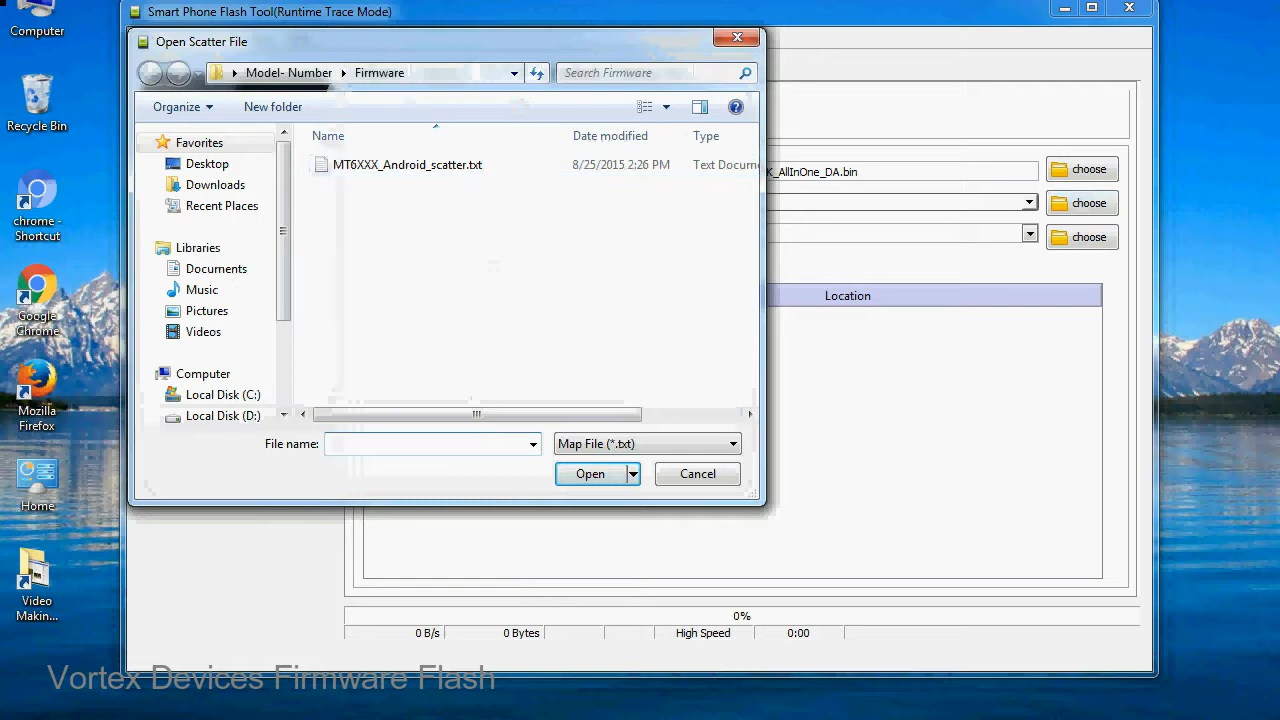 Computer
Smart Phone Flash Tool(Runtime Trace Mode)
Open Scatter File
Model- Number
Firmware
Search Firmware
Organize
New folder
Name
Date modified
Type
MT6XXX_Android_scatter.txt
8/25/2015 2:26 PM
Text Docum
Favorites
Desktop
Downloads
Recent Places
Libraries
Documents
Music
Pictures
Videos
Computer
Local Disk (C:)
Local Disk (D:)
File name:
Map File (*.txt)
Open
Cancel
K_AllInOne_DA.bin
choose
choose
choose
Location
0%
0 B/s
0 Bytes
High Speed
0:00
Recycle Bin
chrome -
Shortcut
Google
Chrome
Mozilla
Firefox
Home
Video
Makin...
Vortex Devices Firmware Flash